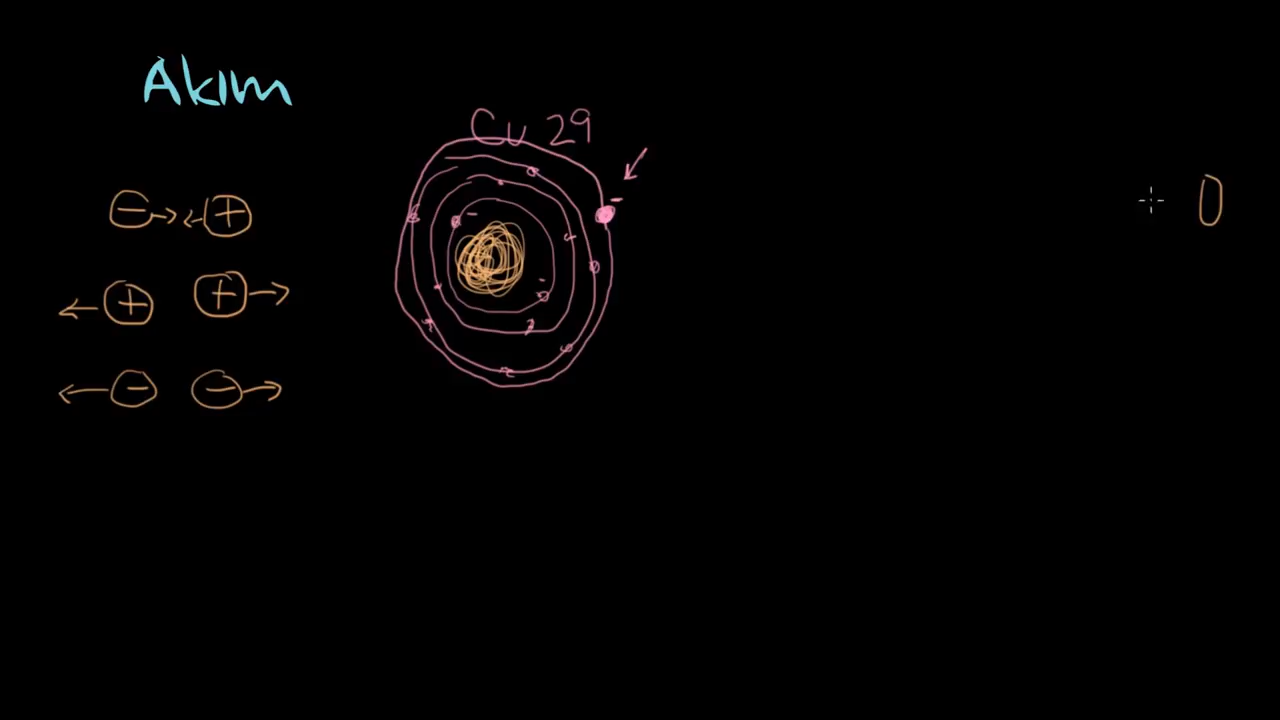 Akım
Cu 29
- +
+ +
- -